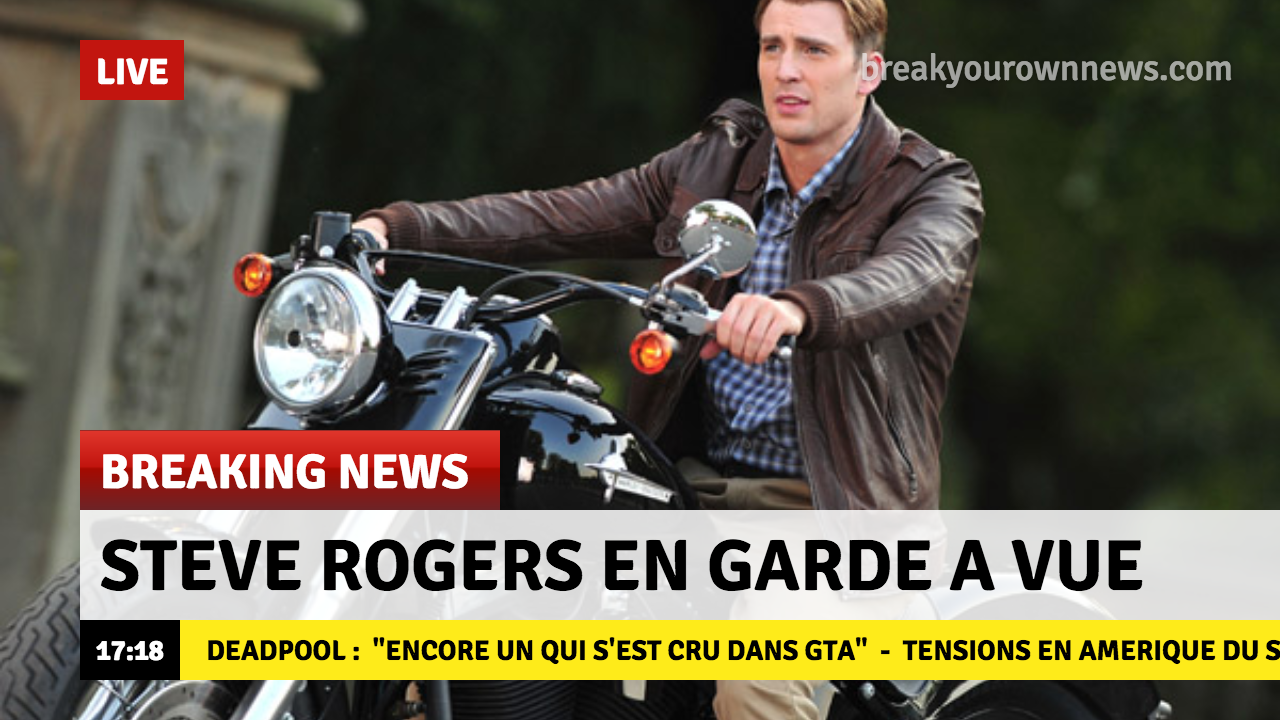 LIVE
breakyourownnews.com
BREAKING NEWS
STEVE ROGERS EN GARDE A VUE
17:18
DEADPOOL : "ENCORE UN QUI S'EST CRU DANS GTA" - TENSIONS EN AMERIQUE DU S